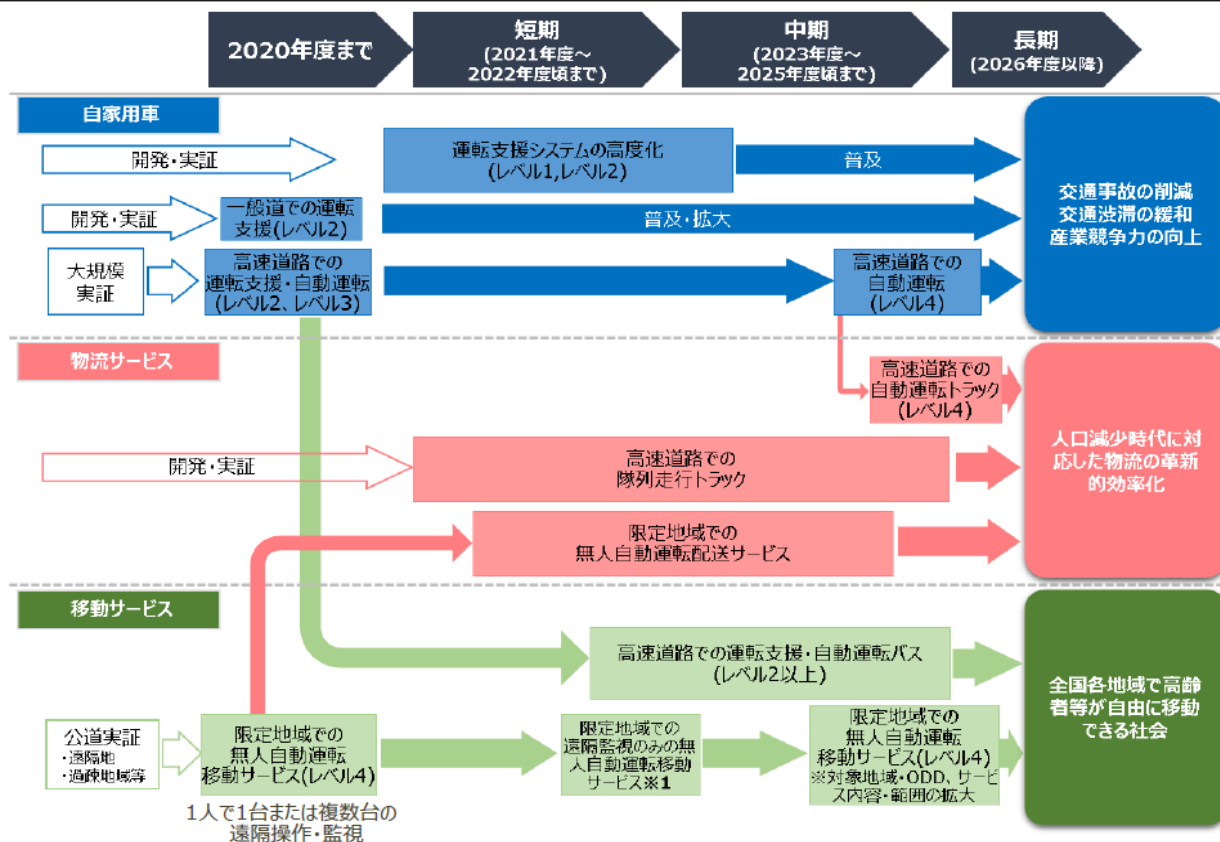 2020年度まで
短期
(2021年度～
2022年度頃まで)
中期
(2023年度～
2025年度頃まで)
長期
(2026年度以降)
自家用車
開発・実証
運転支援システムの高度化
(レベル1,レベル2)
普及
開発・実証
一般道での運転
支援(レベル2)
普及・拡大
大規模
実証
高速道路での
運転支援・自動運転
(レベル2、レベル3)
高速道路での
自動運転
(レベル4)
交通事故の削減
交通渋滞の緩和
産業競争力の向上
物流サービス
高速道路での
自動運転トラック
(レベル4)
開発・実証
高速道路での
隊列走行トラック
限定地域での
無人自動運転配送サービス
人口減少時代に対
応した物流の革新
的効率化
移動サービス
高速道路での運転支援・自動運転バス
(レベル2以上)
公道実証
・遠隔地
・過疎地域等
限定地域での
無人自動運転
移動サービス(レベル4)
1人で1台または複数台の
遠隔操作・監視
限定地域での
遠隔監視のみの無
人自動運転移動
サービス※1
限定地域での
無人自動運転
移動サービス(レベル4)
※対象地域・ODD、サービ
ス内容・範囲の拡大
全国各地域で高齢
者等が自由に移動
できる社会